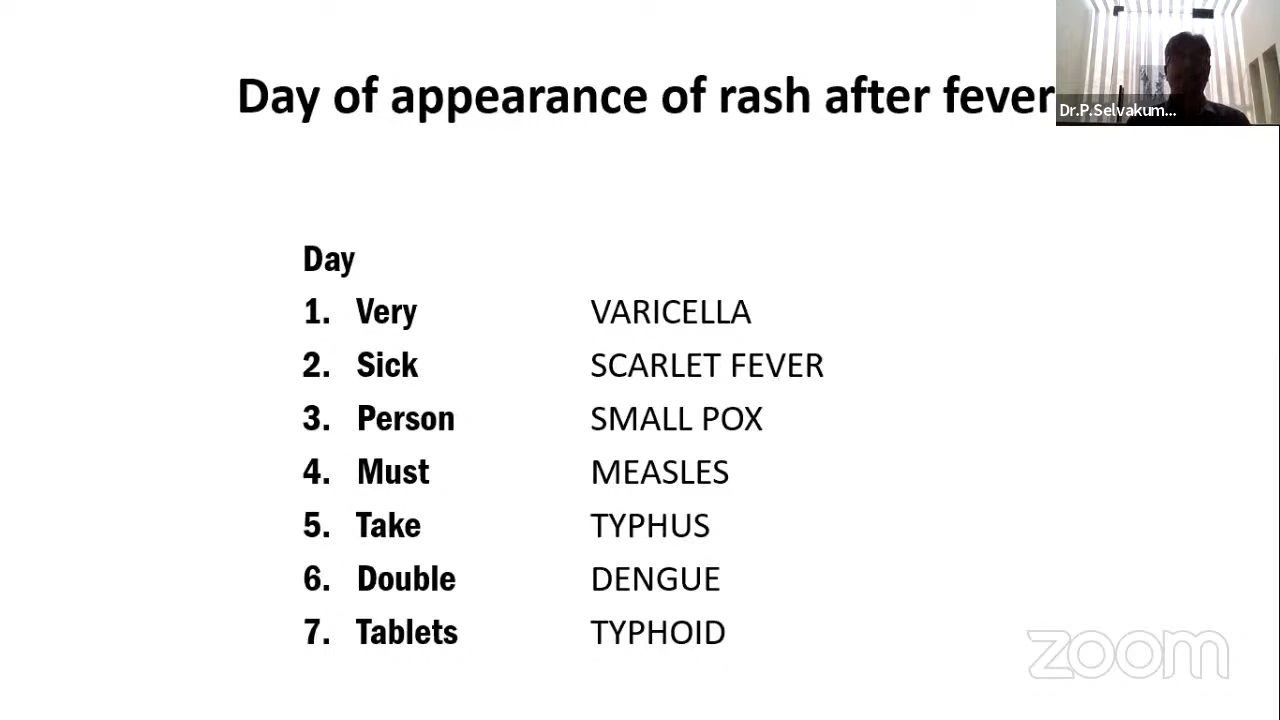 Day of appearance of rash after fever
Dr.P.Selvakum...
Day
1. Very VARICELLA
2. Sick SCARLET FEVER
3. Person SMALL POX
4. Must MEASLES
5. Take TYPHUS
6. Double DENGUE
7. Tablets TYPHOID
zoom